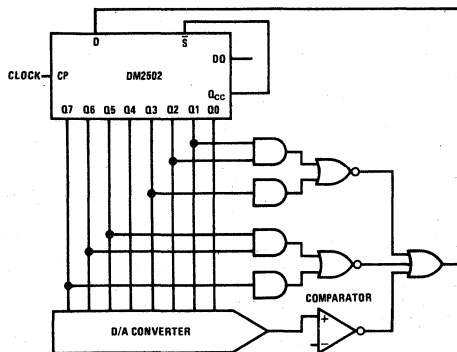 D S̅
DO
CLOCK CP DM2502
QCC
Q7 Q6 Q5 Q4 Q3 Q2 Q1 Q0
COMPARATOR
+
D/A CONVERTER
−